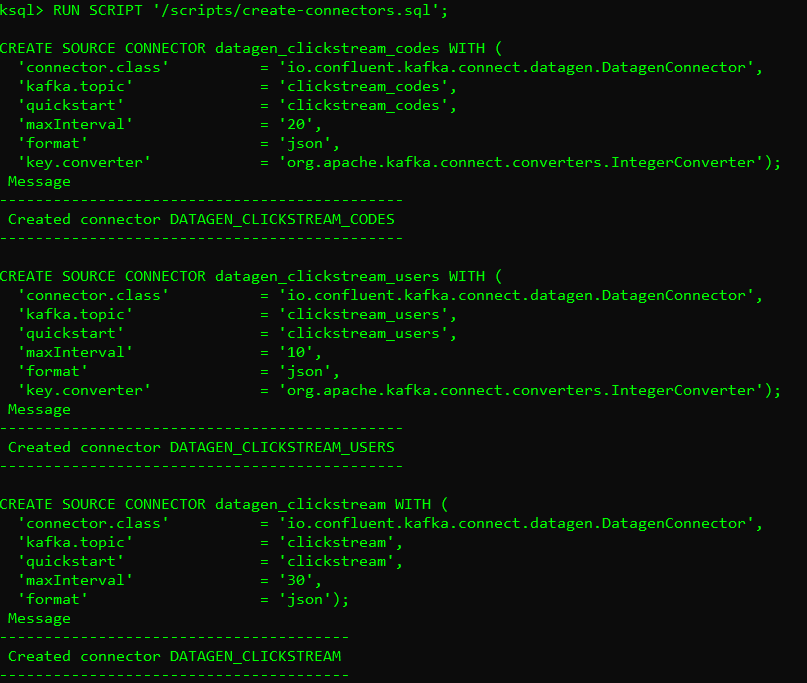 ksql> RUN SCRIPT '/scripts/create-connectors.sql';

CREATE SOURCE CONNECTOR datagen_clickstream_codes WITH (
  'connector.class'          = 'io.confluent.kafka.connect.datagen.DatagenConnector',
  'kafka.topic'              = 'clickstream_codes',
  'quickstart'               = 'clickstream_codes',
  'maxInterval'              = '20',
  'format'                   = 'json',
  'key.converter'            = 'org.apache.kafka.connect.converters.IntegerConverter');
 Message
---------------------------------------------
 Created connector DATAGEN_CLICKSTREAM_CODES
---------------------------------------------

CREATE SOURCE CONNECTOR datagen_clickstream_users WITH (
  'connector.class'          = 'io.confluent.kafka.connect.datagen.DatagenConnector',
  'kafka.topic'              = 'clickstream_users',
  'quickstart'               = 'clickstream_users',
  'maxInterval'              = '10',
  'format'                   = 'json',
  'key.converter'            = 'org.apache.kafka.connect.converters.IntegerConverter');
 Message
---------------------------------------------
 Created connector DATAGEN_CLICKSTREAM_USERS
---------------------------------------------

CREATE SOURCE CONNECTOR datagen_clickstream WITH (
  'connector.class'          = 'io.confluent.kafka.connect.datagen.DatagenConnector',
  'kafka.topic'              = 'clickstream',
  'quickstart'               = 'clickstream',
  'maxInterval'              = '30',
  'format'                   = 'json');
 Message
---------------------------------------
 Created connector DATAGEN_CLICKSTREAM
---------------------------------------